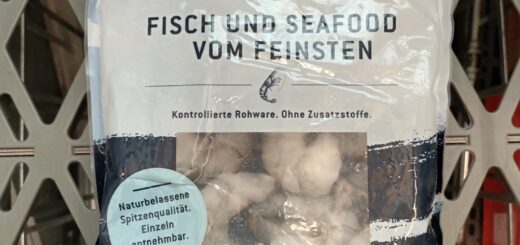 FISCH UND SEAFOOD
VOM FEINSTEN
Kontrollierte Rohware. Ohne Zusatzstoffe.
Naturbelassene
Spitzenqualität.
Einzeln
entnehmbar.